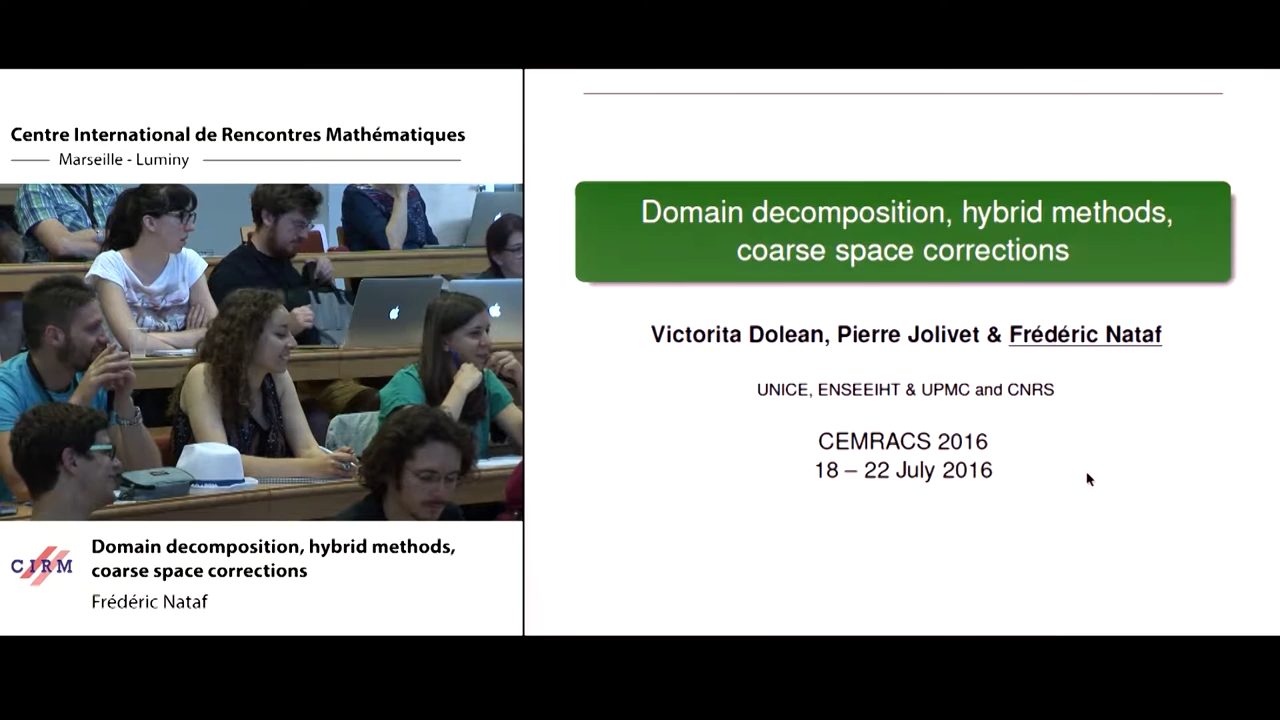 Centre International de Rencontres Mathématiques
Marseille - Luminy
CIRM
Domain decomposition, hybrid methods,
coarse space corrections
Frédéric Nataf
Domain decomposition, hybrid methods,
coarse space corrections
Victorita Dolean, Pierre Jolivet & Frédéric Nataf
UNICE, ENSEEIHT & UPMC and CNRS
CEMRACS 2016
18 – 22 July 2016